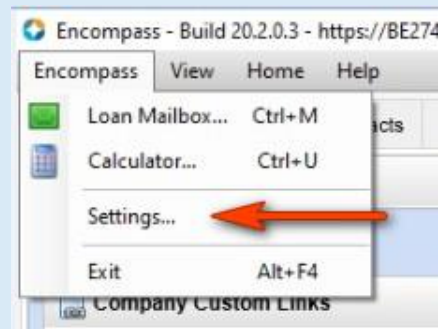 Encompass - Build 20.2.0.3 - https://BE274
Encompass View Home Help
Loan Mailbox... Ctrl+M
Calculator... Ctrl+U
Settings...
Exit Alt+F4
Company Custom Links